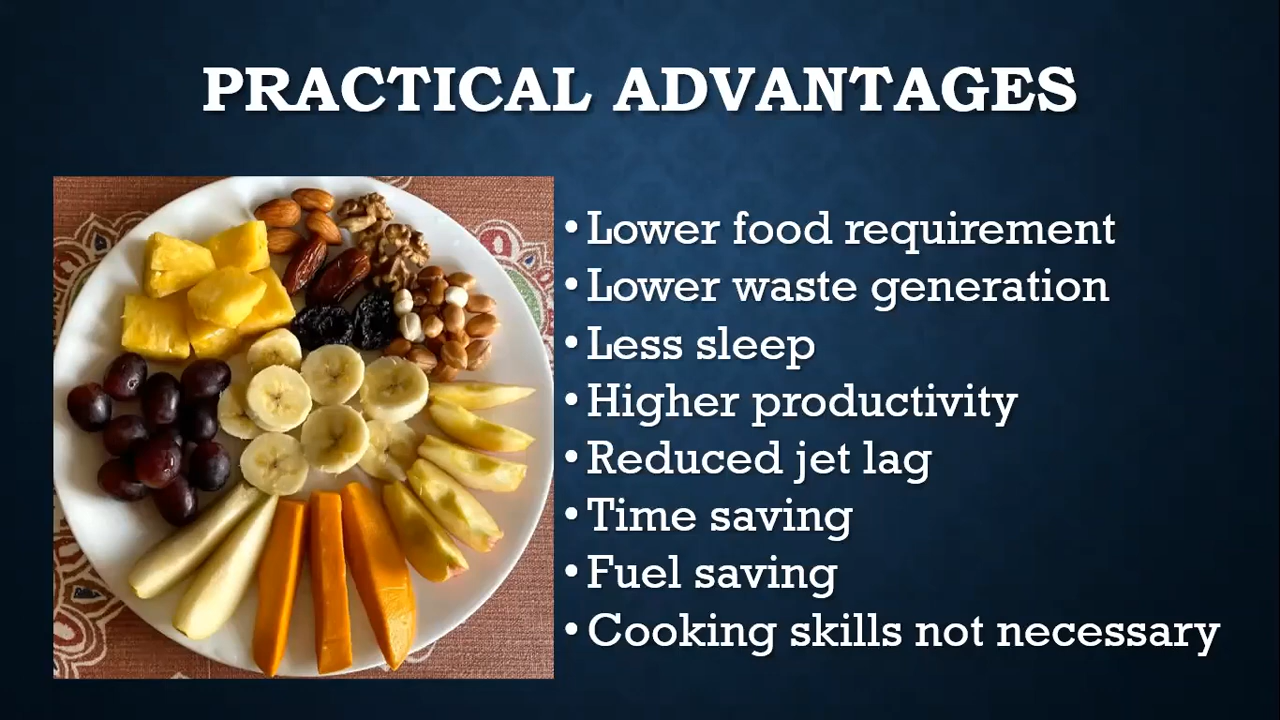 PRACTICAL ADVANTAGES
• Lower food requirement
• Lower waste generation
• Less sleep
• Higher productivity
• Reduced jet lag
• Time saving
• Fuel saving
• Cooking skills not necessary